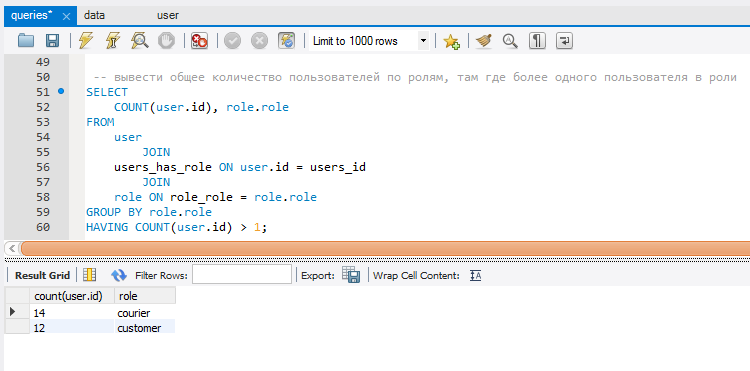 queries* data user
Limit to 1000 rows
49
50 -- вывести общее количество пользователей по ролям, там где более одного пользователя в роли
51 SELECT
52 COUNT(user.id), role.role
53 FROM
54 user
55 JOIN
56 users_has_role ON user.id = users_id
57 JOIN
58 role ON role_role = role.role
59 GROUP BY role.role
60 HAVING COUNT(user.id) > 1;
Result Grid Filter Rows: Export: Wrap Cell Content:
count(user.id) role
14 courier
12 customer